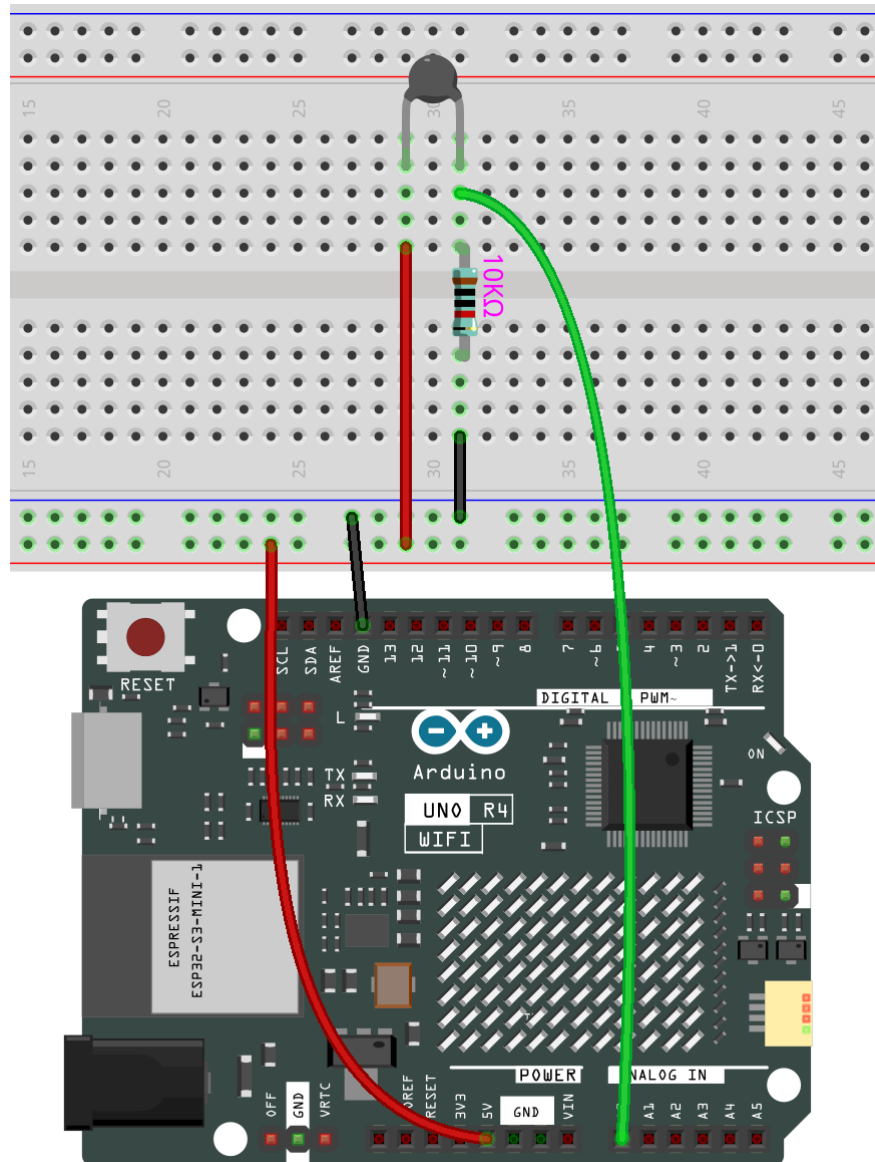 15 20 25 30 35 40 45
10KΩ
15 20 25 30 35 40 45
SCL SDA AREF GND 13 12 ~11 ~10 ~9 8 7 ~6 4 ~3 2 TX->1 RX<-0
RESET
DIGITAL PWM~
L
TX
RX
Arduino
UNO R4
WIFI
ON
ICSP
ESPRESSIF
ESP32-S3-MINI-1
POWER
ANALOG IN
OFF GND VRTC RESET 3V3 5V GND VIN A1 A2 A3 A4 A5